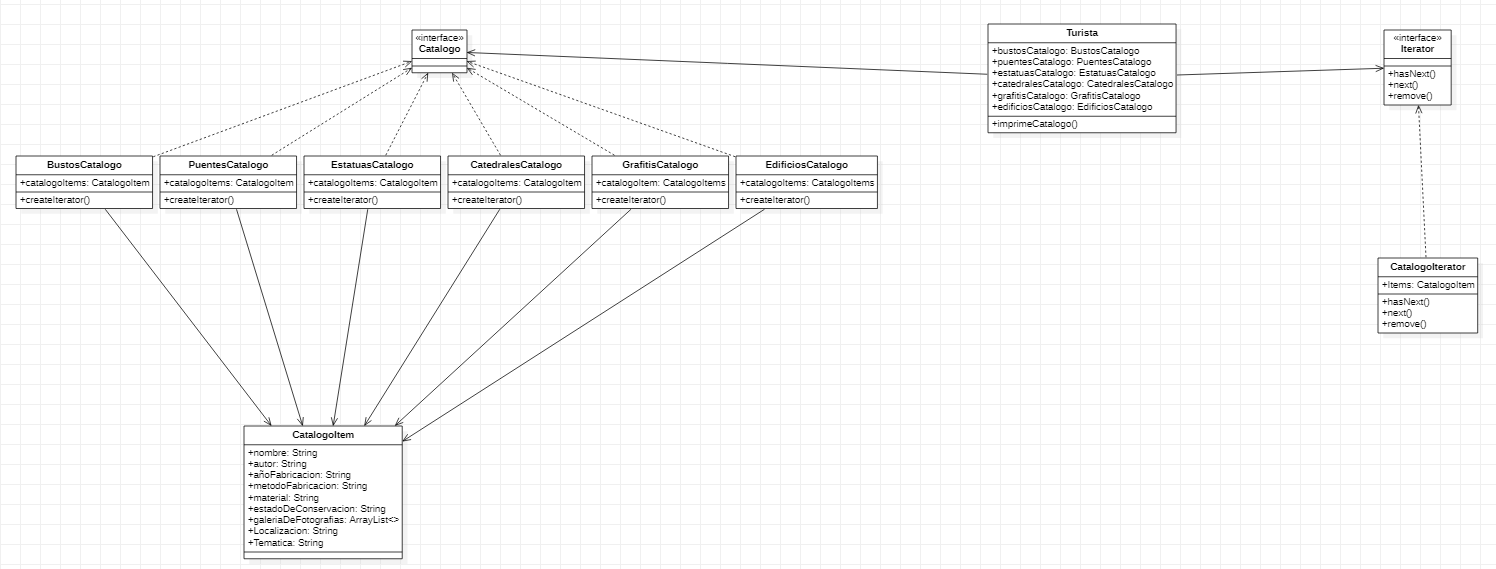 «interface»
Catalogo
Turista
+bustosCatalogo: BustosCatalogo
+puentesCatalogo: PuentesCatalogo
+estatuasCatalogo: EstatuasCatalogo
+catedralesCatalogo: CatedralesCatalogo
+grafitisCatalogo: GrafitisCatalogo
+edificiosCatalogo: EdificiosCatalogo
+imprimeCatalogo()
«interface»
Iterator
+hasNext()
+next()
+remove()
BustosCatalogo
+catalogoItems: CatalogoItem
+createIterator()
PuentesCatalogo
+catalogoItems: CatalogoItem
+createIterator()
EstatuasCatalogo
+catalogoItems: CatalogoItem
+createIterator()
CatedralesCatalogo
+catalogoItems: CatalogoItem
+createIterator()
GrafitisCatalogo
+catalogoItem: CatalogoItems
+createIterator()
EdificiosCatalogo
+catalogoItems: CatalogoItems
+createIterator()
CatalogoIterator
+Items: CatalogoItem
+hasNext()
+next()
+remove()
CatalogoItem
+nombre: String
+autor: String
+añoFabricacion: String
+metodoFabricacion: String
+material: String
+estadoDeConservacion: String
+galeriaDeFotografias: ArrayList<>
+Localizacion: String
+Tematica: String